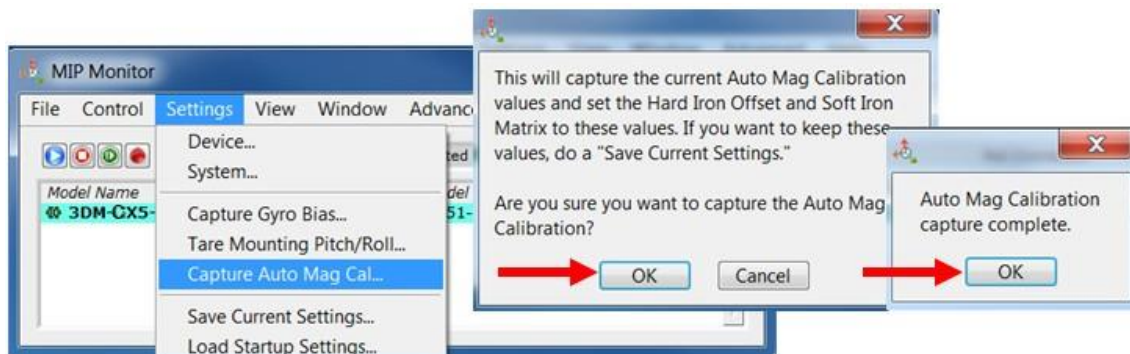 MIP Monitor
File Control Settings View Window
Model Name
3DM-GX5-
Device...
System...
Capture Gyro Bias...
Tare Mounting Pitch/Roll...
Capture Auto Mag Cal...
Save Current Settings...
Load Startup Settings...
This will capture the current Auto Mag Calibration
values and set the Hard Iron Offset and Soft Iron
Matrix to these values. If you want to keep these
values, do a "Save Current Settings."
Are you sure you want to capture the Auto Mag
Calibration?
OK Cancel
Auto Mag Calibration
capture complete.
OK